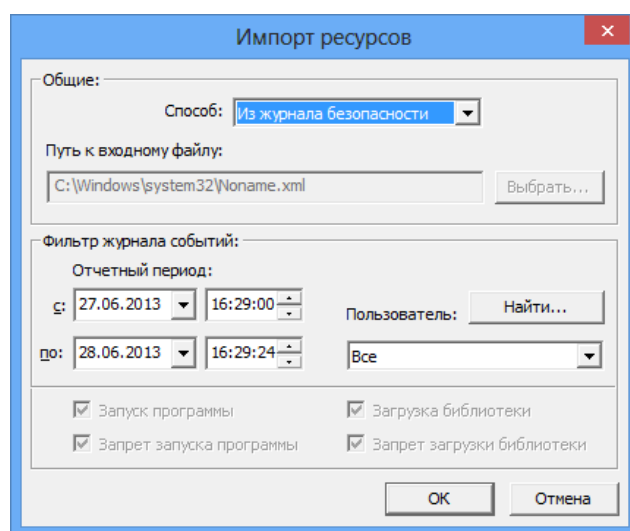 Импорт ресурсов
Общие:
Способ: Из журнала безопасности
Путь к входному файлу:
C:\Windows\system32\Noname.xml Выбрать...
Фильтр журнала событий:
Отчетный период:
с: 27.06.2013 16:29:00 Пользователь: Найти...
по: 28.06.2013 16:29:24 Все
Запуск программы Загрузка библиотеки
Запрет запуска программы Запрет загрузки библиотеки
OK Отмена